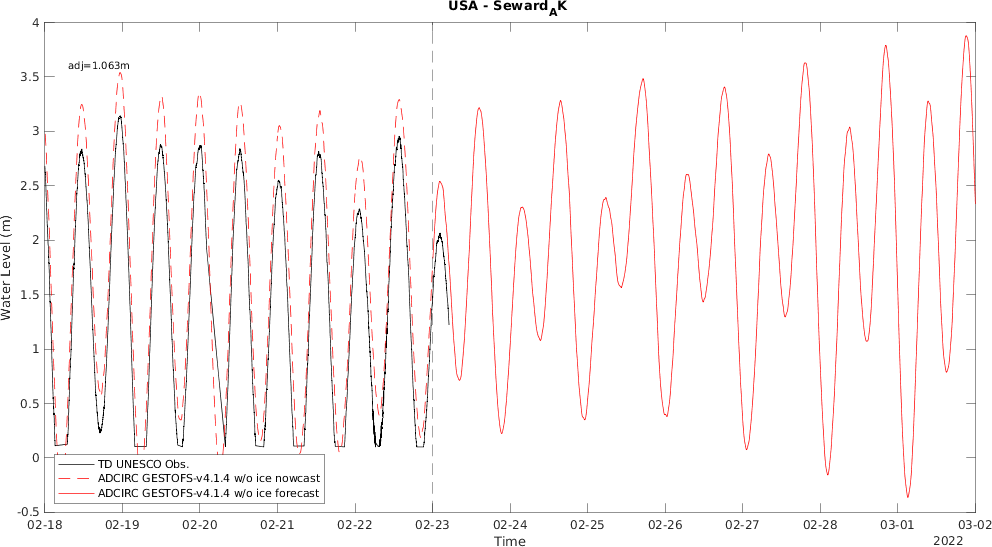 USA - Seward_AK
adj=1.063m
4
3.5
3
2.5
2
1.5
1
0.5
0
-0.5
Water Level (m)
TD UNESCO Obs.
ADCIRC GESTOFS-v4.1.4 w/o ice nowcast
ADCIRC GESTOFS-v4.1.4 w/o ice forecast
02-18 02-19 02-20 02-21 02-22 02-23 02-24 02-25 02-26 02-27 02-28 03-01 03-02
Time
2022